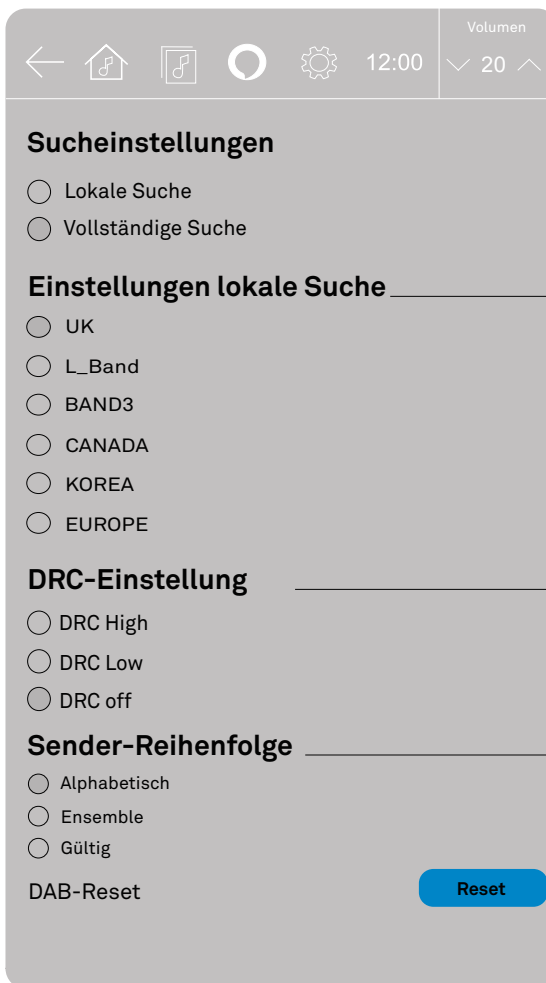 Volumen
12:00
20
Sucheinstellungen
Lokale Suche
Vollständige Suche
Einstellungen lokale Suche
UK
L_Band
BAND3
CANADA
KOREA
EUROPE
DRC-Einstellung
DRC High
DRC Low
DRC off
Sender-Reihenfolge
Alphabetisch
Ensemble
Gültig
DAB-Reset
Reset